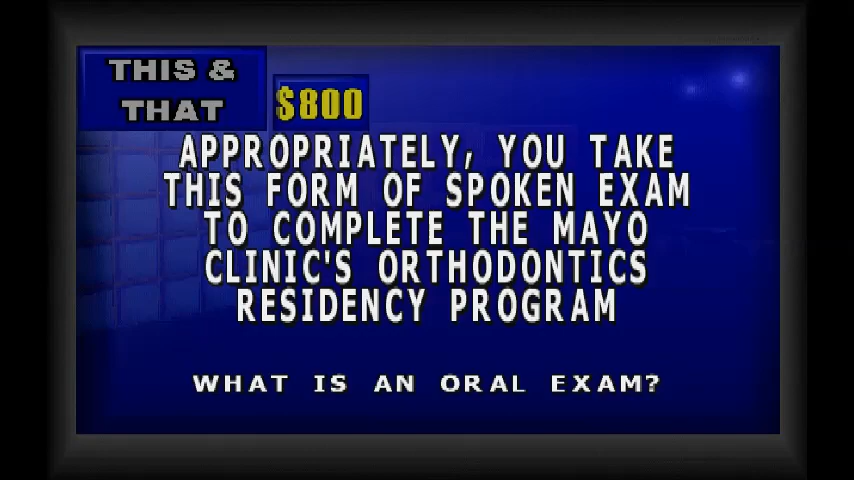 THIS &
THAT
$800
APPROPRIATELY, YOU TAKE
THIS FORM OF SPOKEN EXAM
TO COMPLETE THE MAYO
CLINIC'S ORTHODONTICS
RESIDENCY PROGRAM
WHAT IS AN ORAL EXAM?